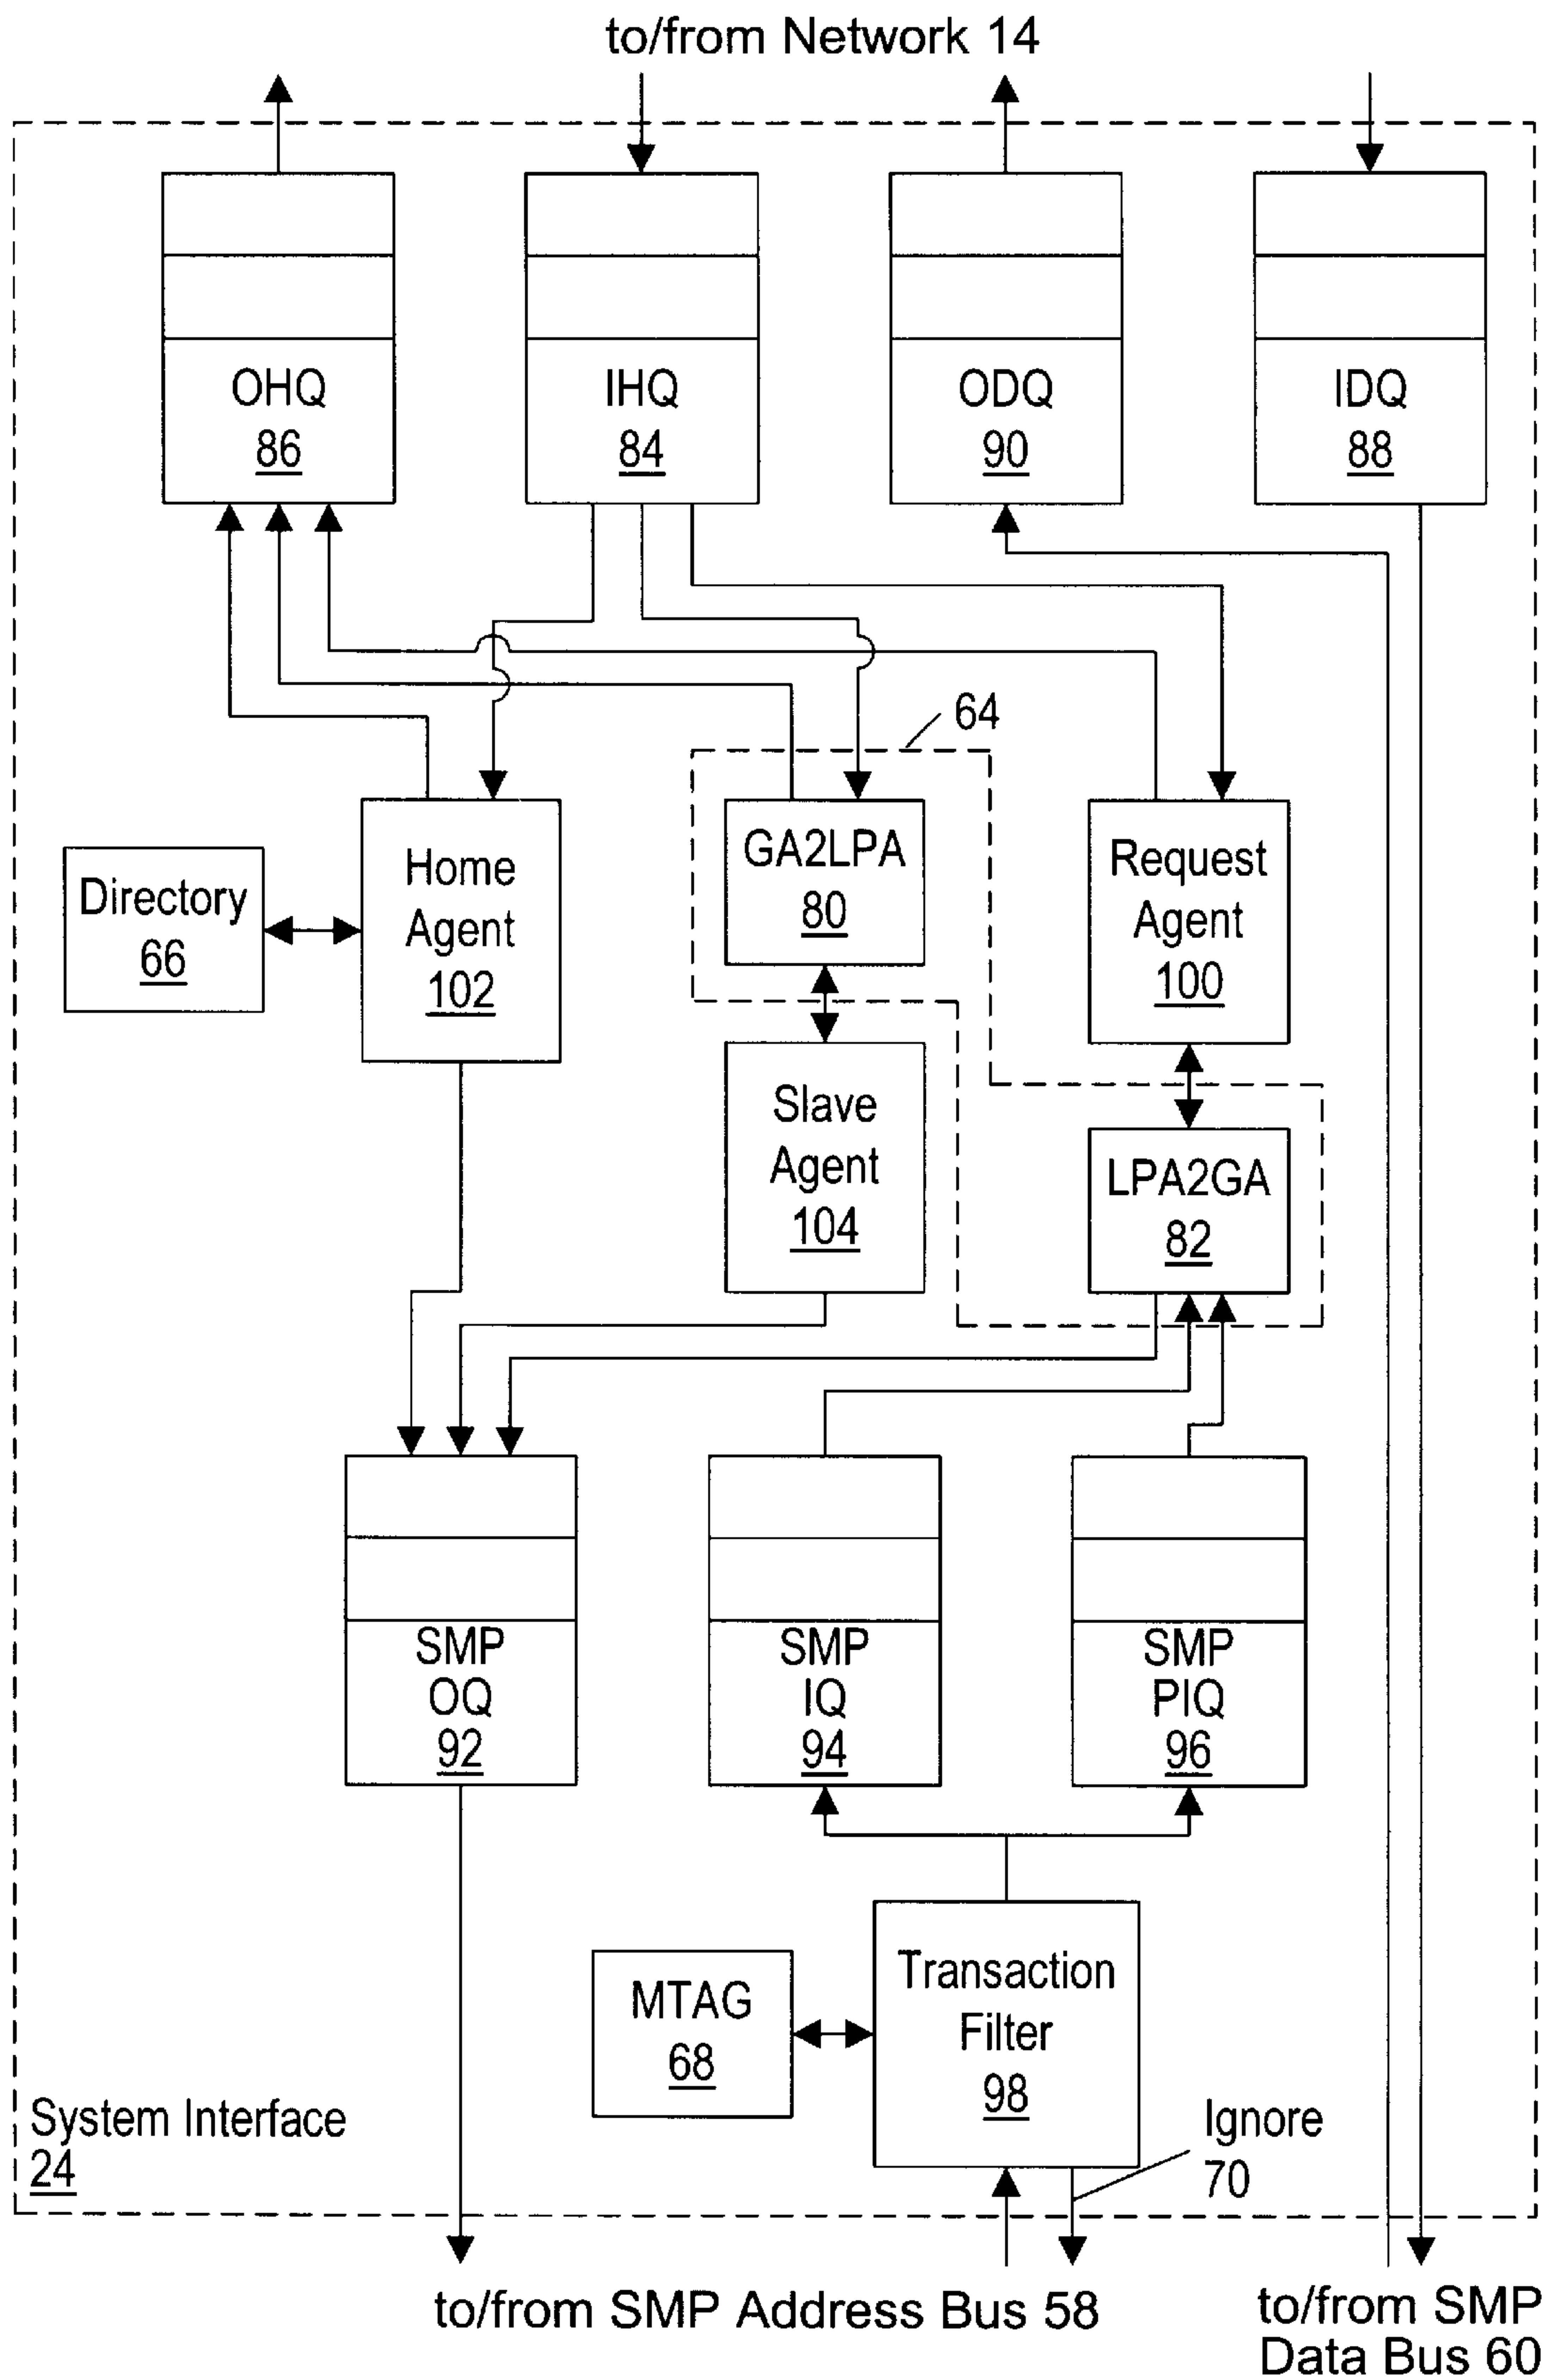 to/from Network 14
OHQ
86
IHQ
84
ODQ
90
IDQ
88
64
Directory
66
Home
Agent
102
GA2LPA
80
Request
Agent
100
Slave
Agent
104
LPA2GA
82
SMP
OQ
92
SMP
IQ
94
SMP
PIQ
96
MTAG
68
Transaction
Filter
98
System Interface
24
Ignore
70
to/from SMP Address Bus 58
to/from SMP
Data Bus 60